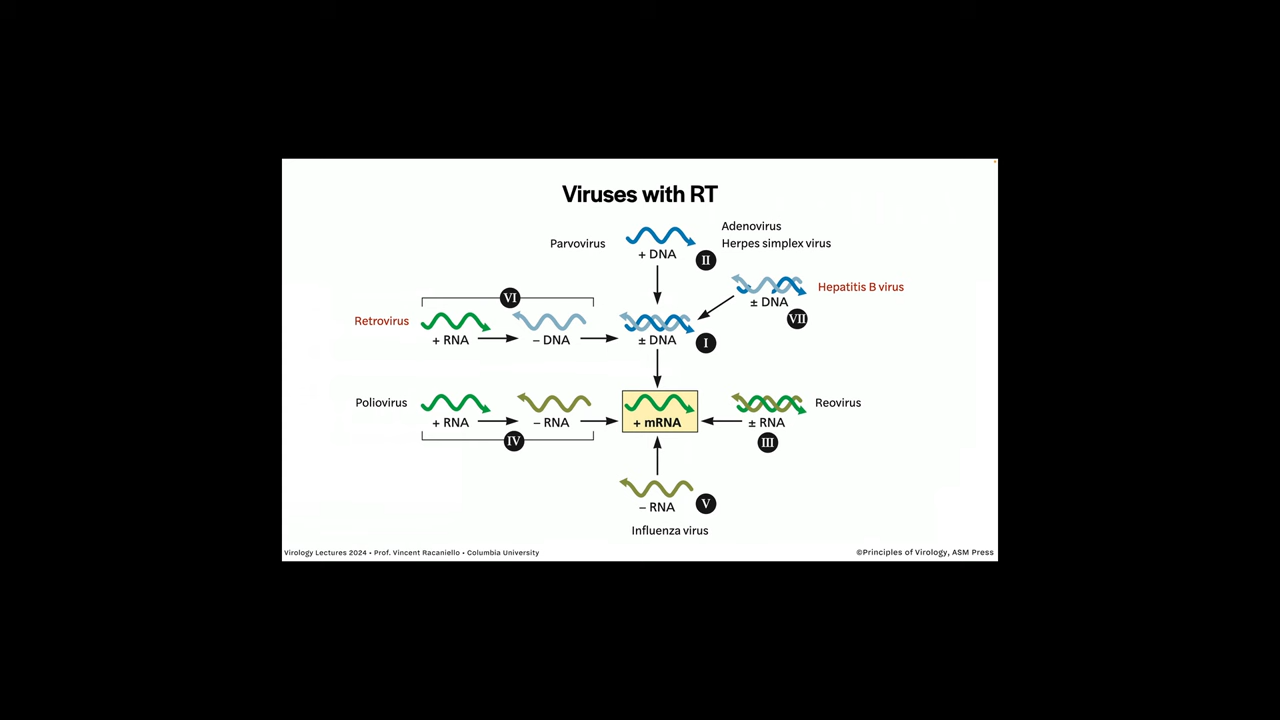 Viruses with RT
Adenovirus
Herpes simplex virus
Parvovirus
+ DNA
II
Hepatitis B virus
± DNA
VII
VI
Retrovirus
+ RNA
– DNA
± DNA
I
Poliovirus
+ RNA
– RNA
+ mRNA
± RNA
Reovirus
IV
III
– RNA
V
Influenza virus
Virology Lectures 2024 • Prof. Vincent Racaniello • Columbia University
©Principles of Virology, ASM Press